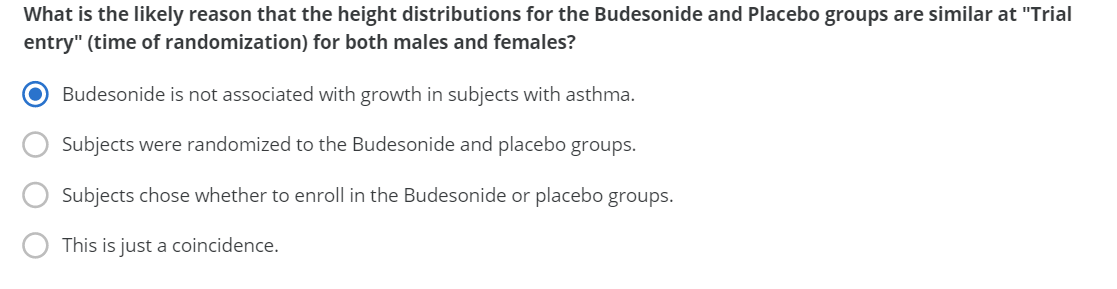 What is the likely reason that the height distributions for the Budesonide and Placebo groups are similar at "Trial
entry" (time of randomization) for both males and females?
Budesonide is not associated with growth in subjects with asthma.
Subjects were randomized to the Budesonide and placebo groups.
Subjects chose whether to enroll in the Budesonide or placebo groups.
This is just a coincidence.